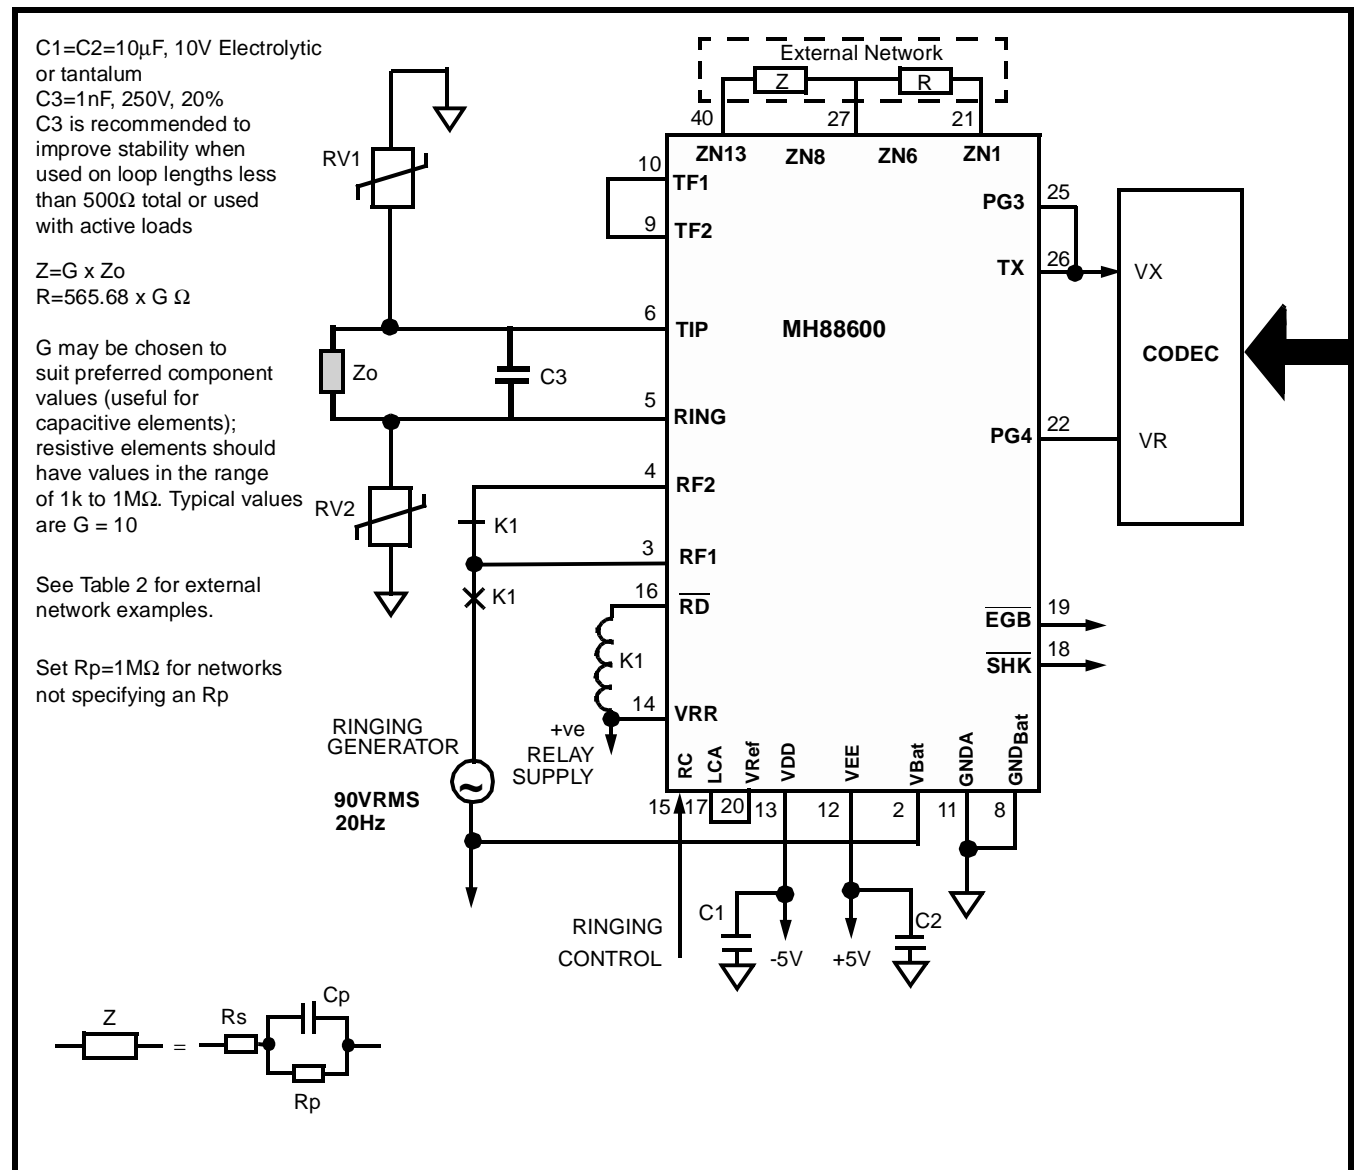 C1=C2=10μF, 10V Electrolytic
or tantalum
C3=1nF, 250V, 20%
C3 is recommended to
improve stability when
used on loop lengths less
than 500Ω total or used
with active loads
Z=G x Zo
R=565.68 x G Ω
G may be chosen to
suit preferred component
values (useful for
capacitive elements);
resistive elements should
have values in the range
of 1k to 1MΩ. Typical values
are G = 10
See Table 2 for external
network examples.
Set Rp=1MΩ for networks
not specifying an Rp
External Network
Z
R
40
27
21
ZN13
ZN8
ZN6
ZN1
RV1
10
TF1
9
TF2
PG3
25
TX
26
VX
6
TIP
MH88600
CODEC
Zo
C3
5
RING
PG4
22
VR
4
RF2
RV2
K1
3
RF1
K1
16
RD
EGB
19
K1
SHK
18
14
VRR
+ve
RELAY
SUPPLY
RINGING
GENERATOR
~
90VRMS
20Hz
RC
LCA
VRef
VDD
VEE
VBat
GNDA
GNDBat
15
17
20
13
12
2
11
8
C1
C2
RINGING
CONTROL
-5V
+5V
Z
=
Rs
Cp
Rp